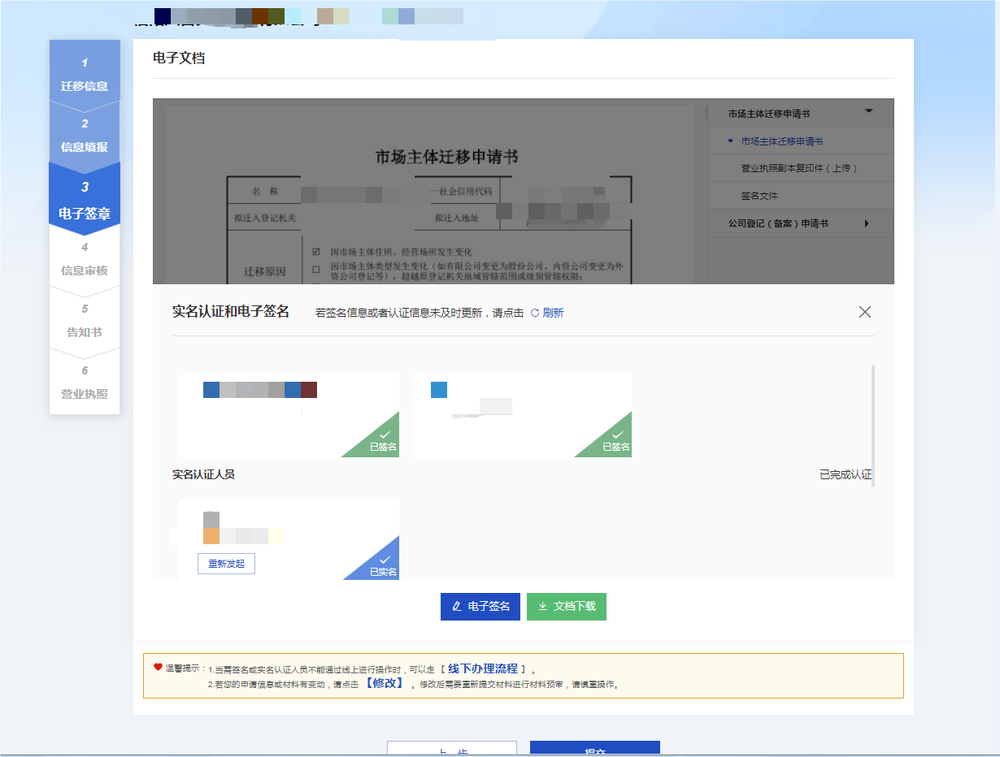 电子文档
1
迁移信息
2
信息填报
3
电子签章
4
信息审核
5
告知书
6
营业执照
市场主体迁移申请书
名 称
一社会信用代码
拟迁入登记机关
拟迁入地址
迁移原因
☑ 因市场主体住所、经营场所发生变化
☐ 因市场主体类型发生变化（如有限公司变更为股份公司、内资公司变更为外
资公司登记等），超越原登记机关地域管辖范围或级别管辖权限；
市场主体迁移申请书
市场主体迁移申请书
营业执照副本复印件（上传）
签名文件
公司登记（备案）申请书
实名认证和电子签名 若签名信息或者认证信息未及时更新，请点击 刷新
已签名
已签名
实名认证人员
已完成认证
重新发起
已实名
电子签名
文档下载
温馨提示：1.当需签名或实名认证人员不能通过线上进行操作时，可以走【线下办理流程】。
2.若您的申请信息或材料有变动，请点击【修改】。修改后需要重新提交材料进行材料预审，请慎重操作。
上一步
提交